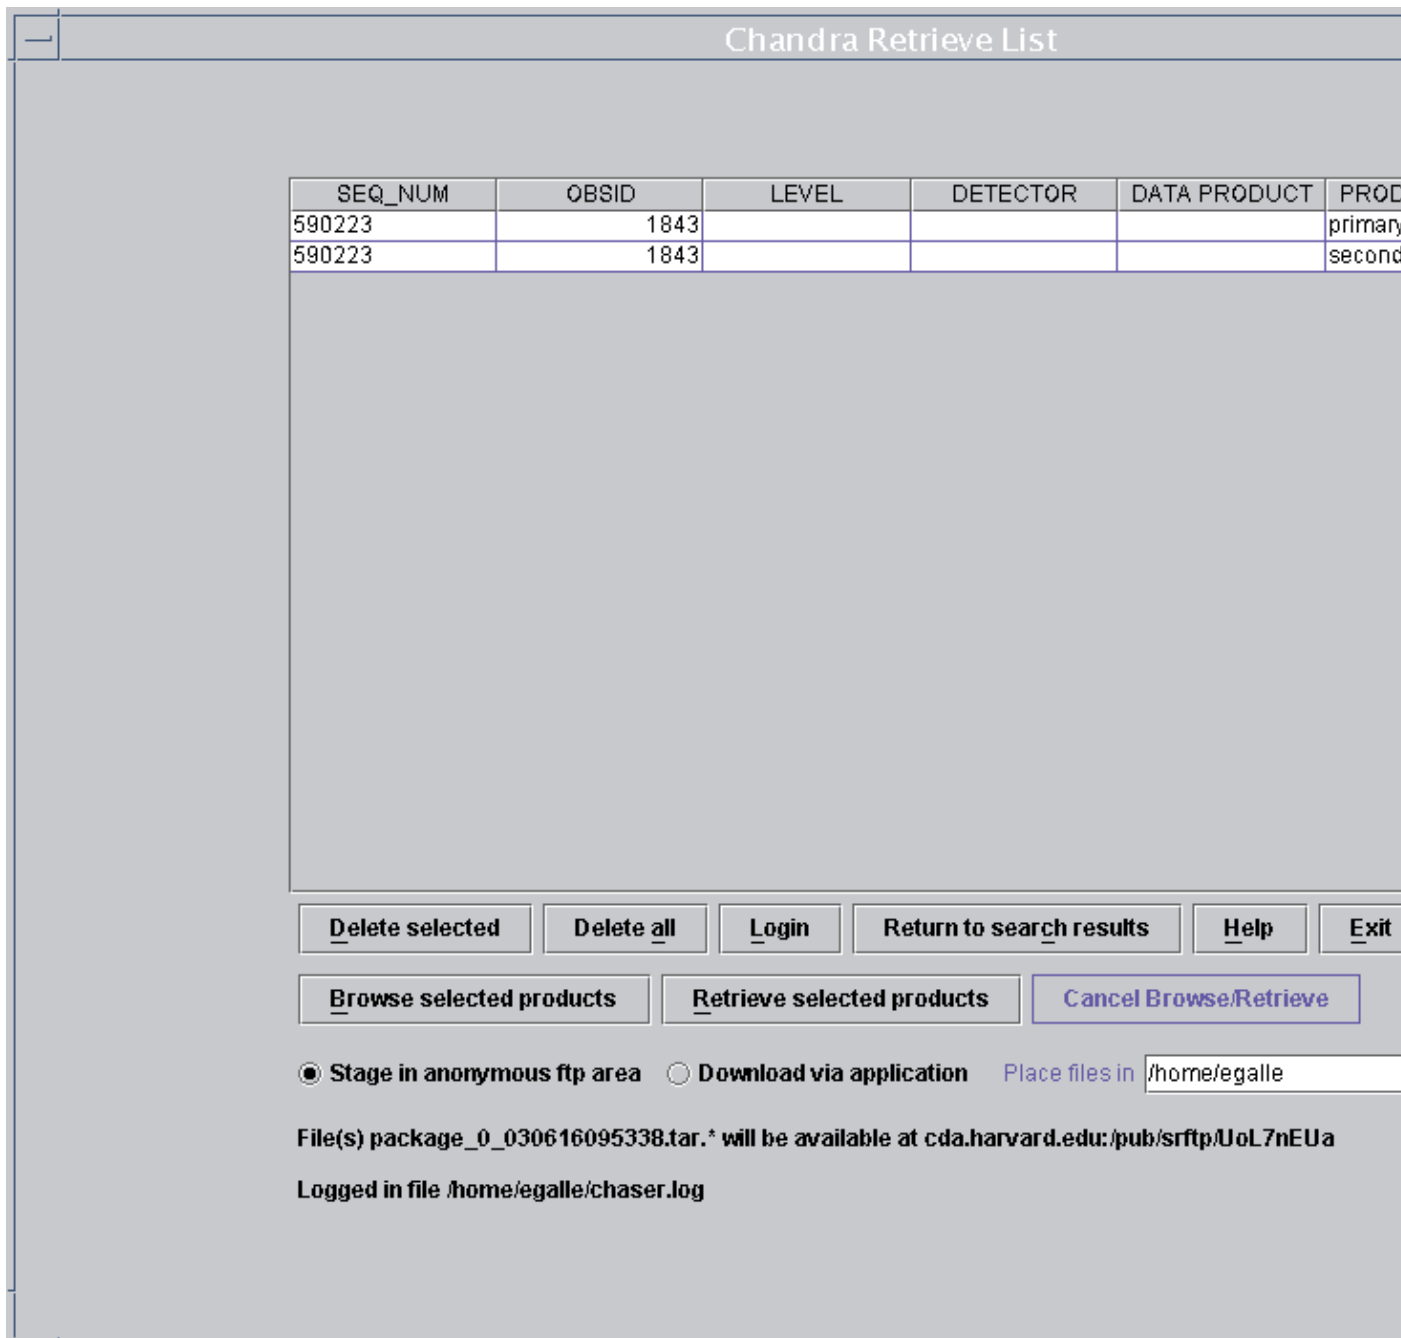 Chandra Retrieve List
SEQ_NUM OBSID LEVEL DETECTOR DATA PRODUCT PROD
590223 1843 primary
590223 1843 second
Delete selected Delete all Login Return to search results Help Exit
Browse selected products Retrieve selected products Cancel Browse/Retrieve
Stage in anonymous ftp area Download via application Place files in /home/egalle
File(s) package_0_030616095338.tar.* will be available at cda.harvard.edu:/pub/srftp/UoL7nEUa
Logged in file /home/egalle/chaser.log